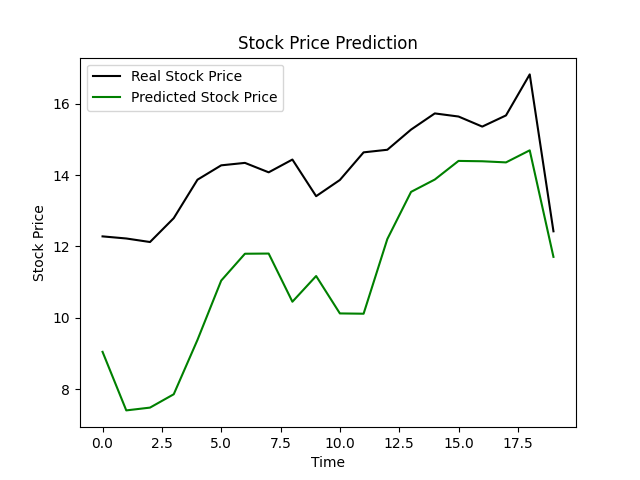 Stock Price Prediction
Real Stock Price
Predicted Stock Price
16
14
12
10
8
Stock Price
0.0 2.5 5.0 7.5 10.0 12.5 15.0 17.5
Time